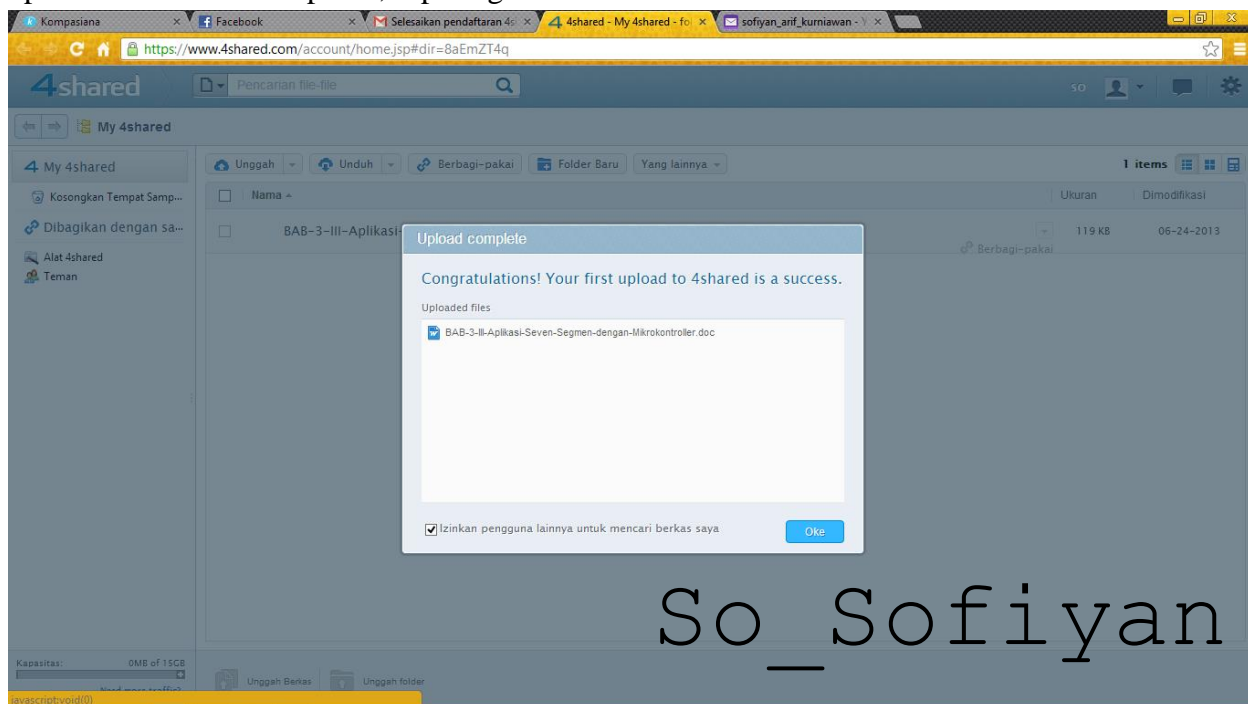 Kompasiana
Facebook
Selesaikan pendaftaran 4s
4shared - My 4shared - fol
sofiyan_arif_kurniawan - Y
https://www.4shared.com/account/home.jsp#dir=8aEmZT4q
4shared
Pencarian file-file
so
My 4shared
4 My 4shared
Unggah
Unduh
Berbagi-pakai
Folder Baru
Yang lainnya
1 items
Kosongkan Tempat Samp...
Nama
Ukuran
Dimodifikasi
Dibagikan dengan sa...
BAB-3-III-Aplikasi-
119 KB
06-24-2013
Berbagi-pakai
Alat 4shared
Teman
Upload complete
Congratulations! Your first upload to 4shared is a success.
Uploaded files
BAB-3-III-Aplikasi-Seven-Segmen-dengan-Mikrokontroller.doc
Izinkan pengguna lainnya untuk mencari berkas saya
Oke
So_Sofiyan
Kapasitas:
0MB of 15GB
Need more traffic?
Unggah Berkas
Unggah folder
javascript:void(0)